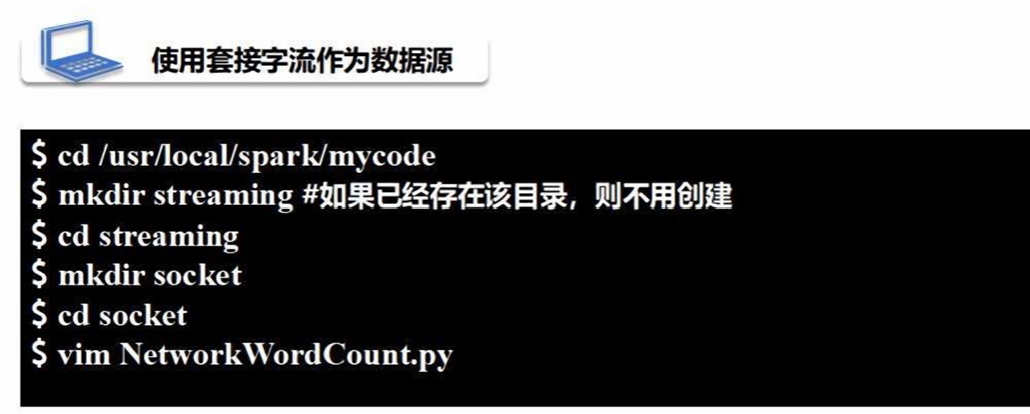 使用套接字流作为数据源
$ cd /usr/local/spark/mycode
$ mkdir streaming #如果已经存在该目录，则不用创建
$ cd streaming
$ mkdir socket
$ cd socket
$ vim NetworkWordCount.py